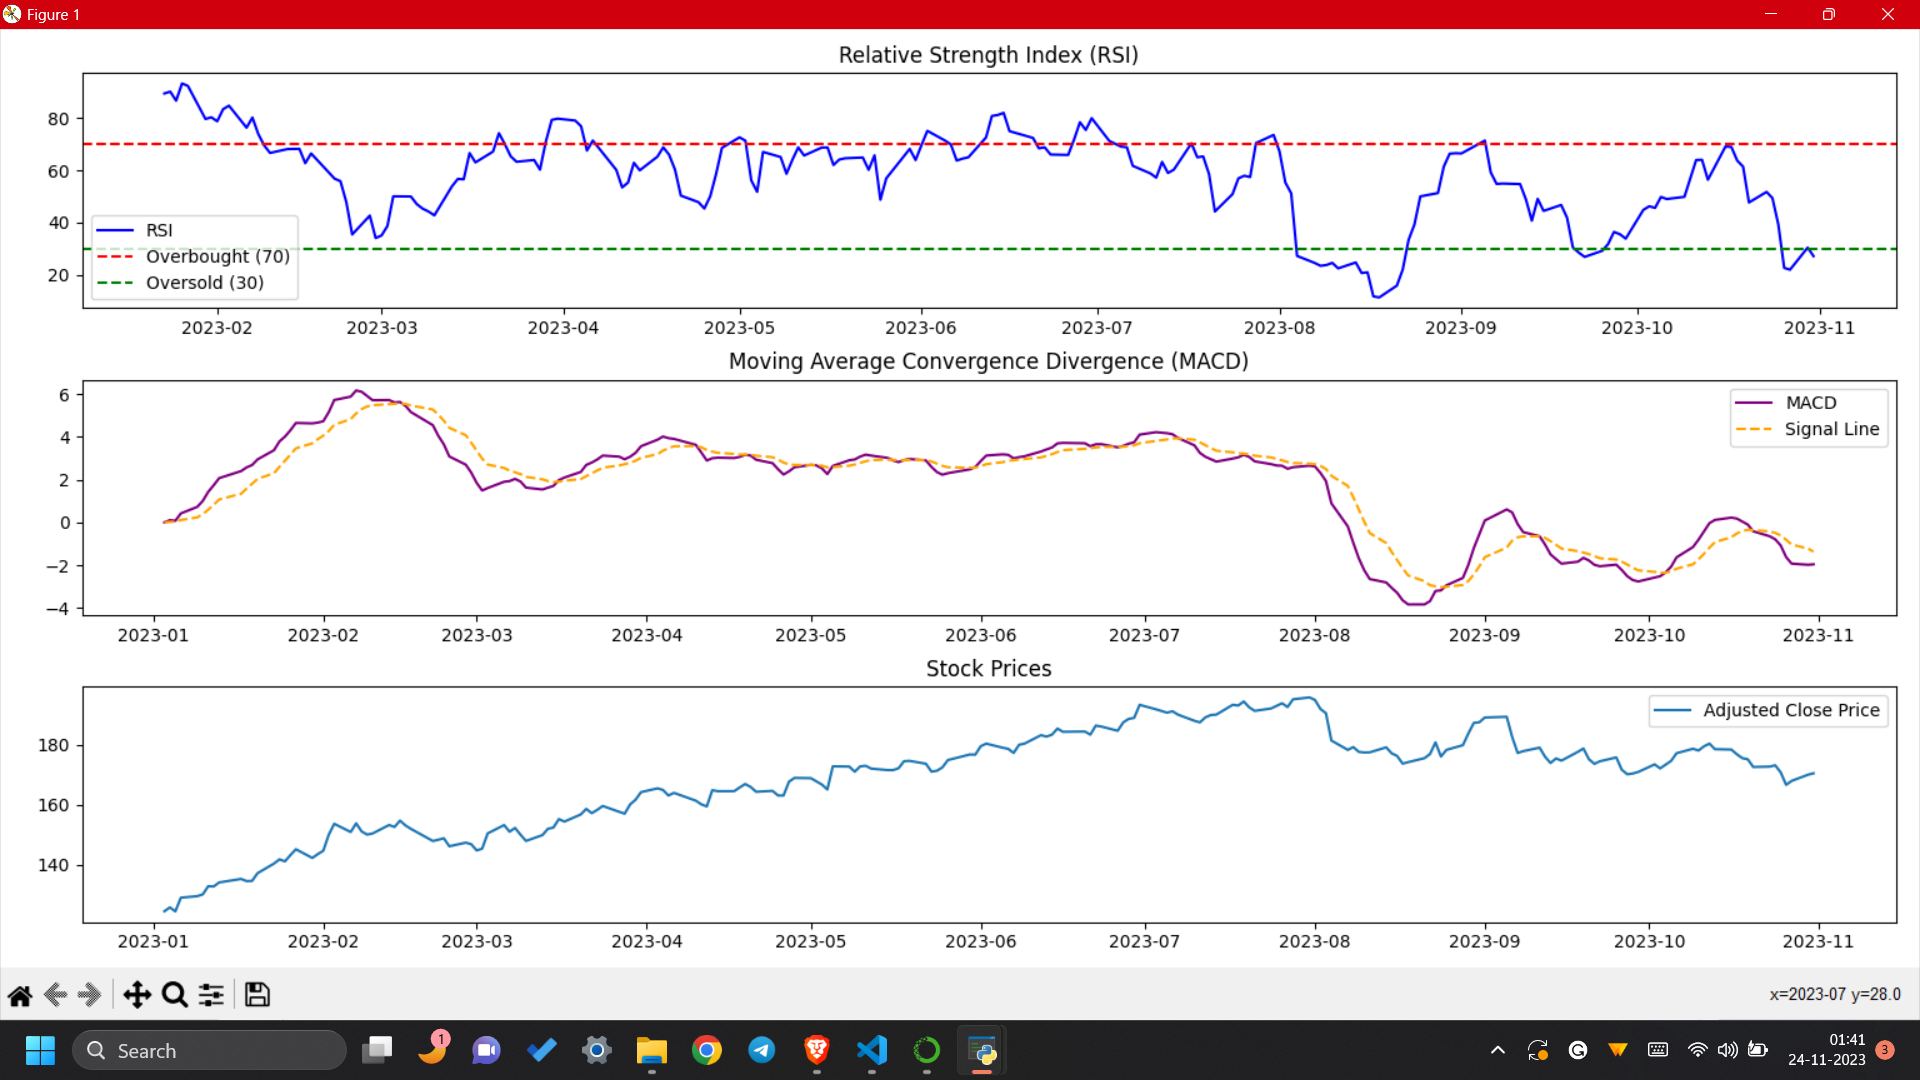 Figure 1
Relative Strength Index (RSI)
80
60
40
20
RSI
Overbought (70)
Oversold (30)
2023-02 2023-03 2023-04 2023-05 2023-06 2023-07 2023-08 2023-09 2023-10 2023-11
Moving Average Convergence Divergence (MACD)
6
4
2
0
−2
−4
MACD
Signal Line
2023-01 2023-02 2023-03 2023-04 2023-05 2023-06 2023-07 2023-08 2023-09 2023-10 2023-11
Stock Prices
180
160
140
Adjusted Close Price
2023-01 2023-02 2023-03 2023-04 2023-05 2023-06 2023-07 2023-08 2023-09 2023-10 2023-11
x=2023-07 y=28.0
Search
1
01:41
24-11-2023
3